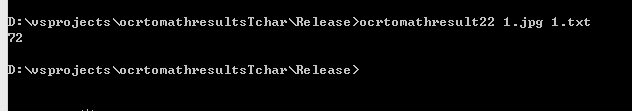 D:\vsprojects\ocrtomathresultsTchar\Release>ocrtomathresult22 1.jpg 1.txt
72
D:\vsprojects\ocrtomathresultsTchar\Release>